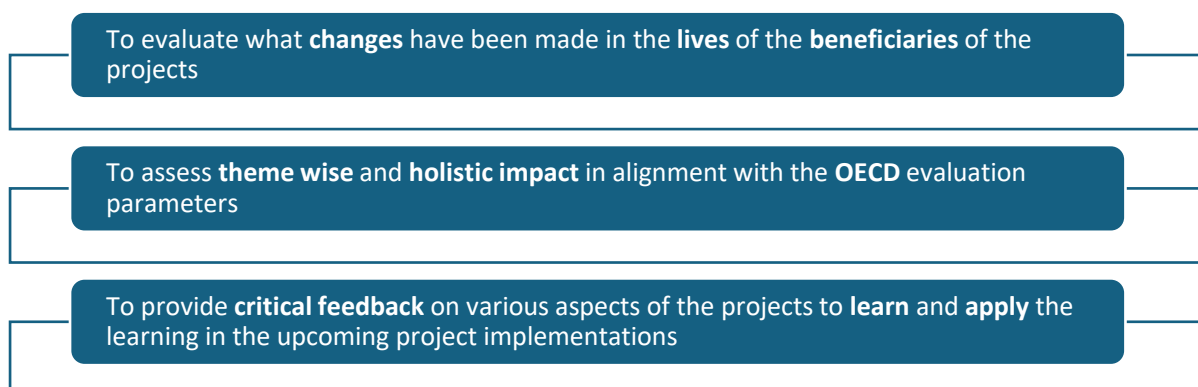 To evaluate what changes have been made in the lives of the beneficiaries of the
projects
To assess theme wise and holistic impact in alignment with the OECD evaluation
parameters
To provide critical feedback on various aspects of the projects to learn and apply the
learning in the upcoming project implementations